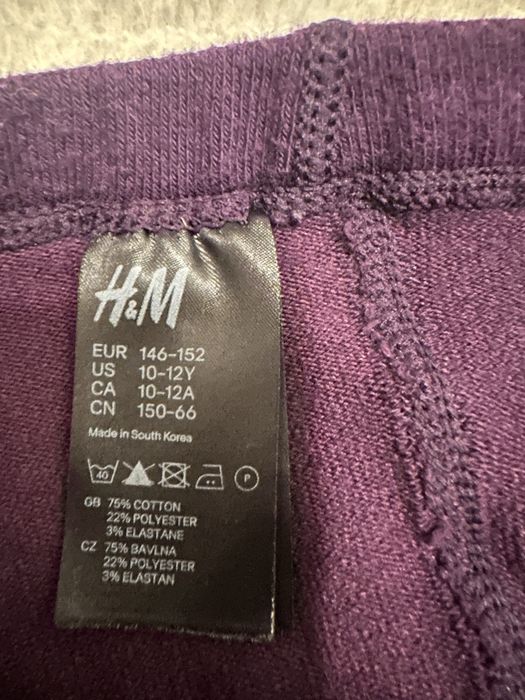 H&M
EUR 146-152
US 10-12Y
CA 10-12A
CN 150-66
Made in South Korea
40 P
GB 75% COTTON
22% POLYESTER
3% ELASTANE
CZ 75% BAVLNA
22% POLYESTER
3% ELASTAN